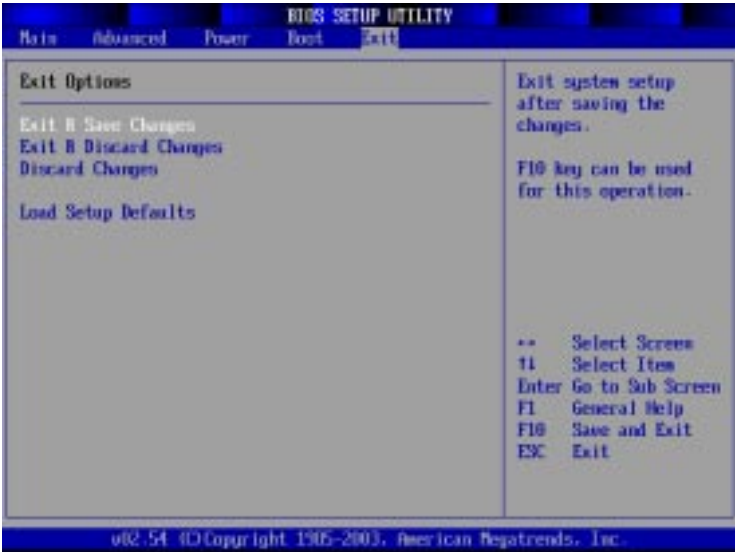 BIOS SETUP UTILITY
Main Advanced Power Boot Exit
Exit Options
Exit & Save Changes
Exit & Discard Changes
Discard Changes
Load Setup Defaults
Exit system setup
after saving the
changes.
F10 key can be used
for this operation.
↔ Select Screen
↑↓ Select Item
Enter Go to Sub Screen
F1 General Help
F10 Save and Exit
ESC Exit
v02.54 (C)Copyright 1985-2003, American Megatrends, Inc.